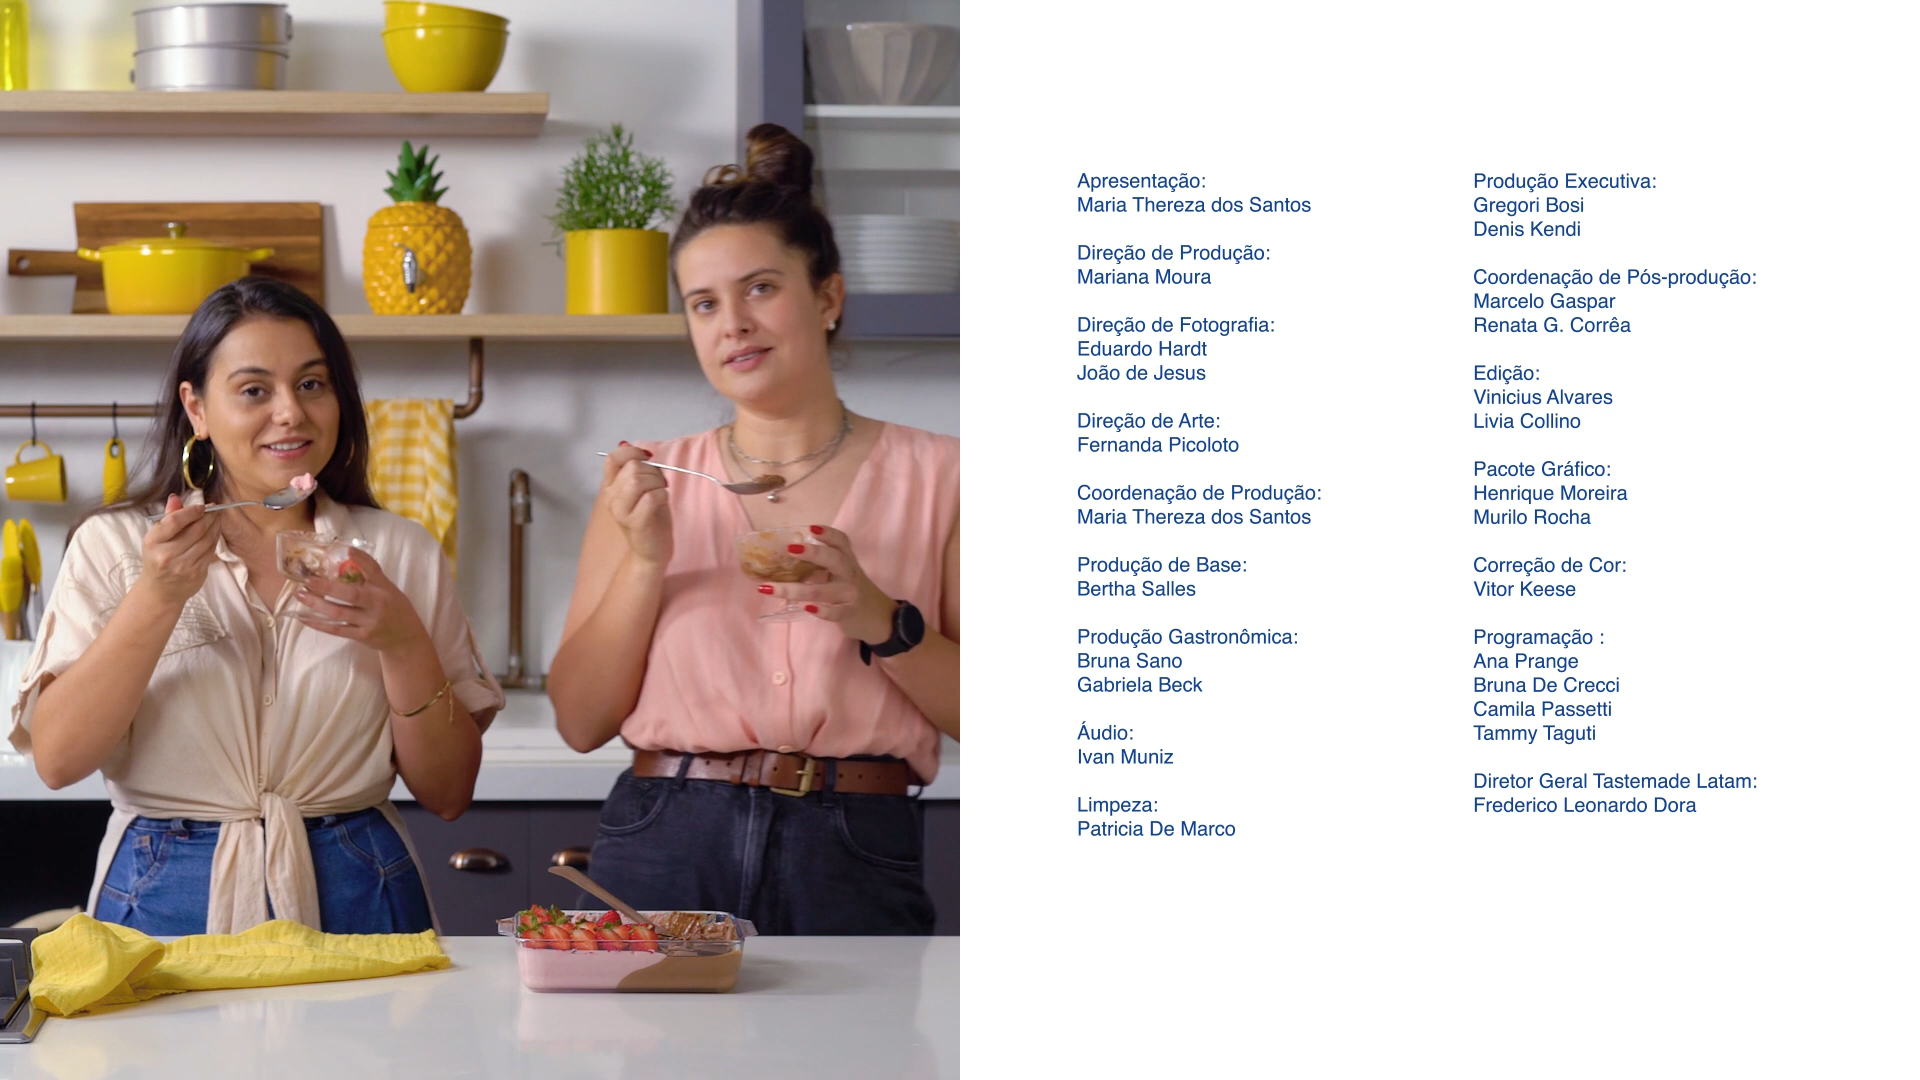 Apresentação:
Maria Thereza dos Santos
Direção de Produção:
Mariana Moura
Direção de Fotografia:
Eduardo Hardt
João de Jesus
Direção de Arte:
Fernanda Picoloto
Coordenação de Produção:
Maria Thereza dos Santos
Produção de Base:
Bertha Salles
Produção Gastronômica:
Bruna Sano
Gabriela Beck
Áudio:
Ivan Muniz
Limpeza:
Patricia De Marco
Produção Executiva:
Gregori Bosi
Denis Kendi
Coordenação de Pós-produção:
Marcelo Gaspar
Renata G. Corrêa
Edição:
Vinicius Alvares
Livia Collino
Pacote Gráfico:
Henrique Moreira
Murilo Rocha
Correção de Cor:
Vitor Keese
Programação :
Ana Prange
Bruna De Crecci
Camila Passetti
Tammy Taguti
Diretor Geral Tastemade Latam:
Frederico Leonardo Dora